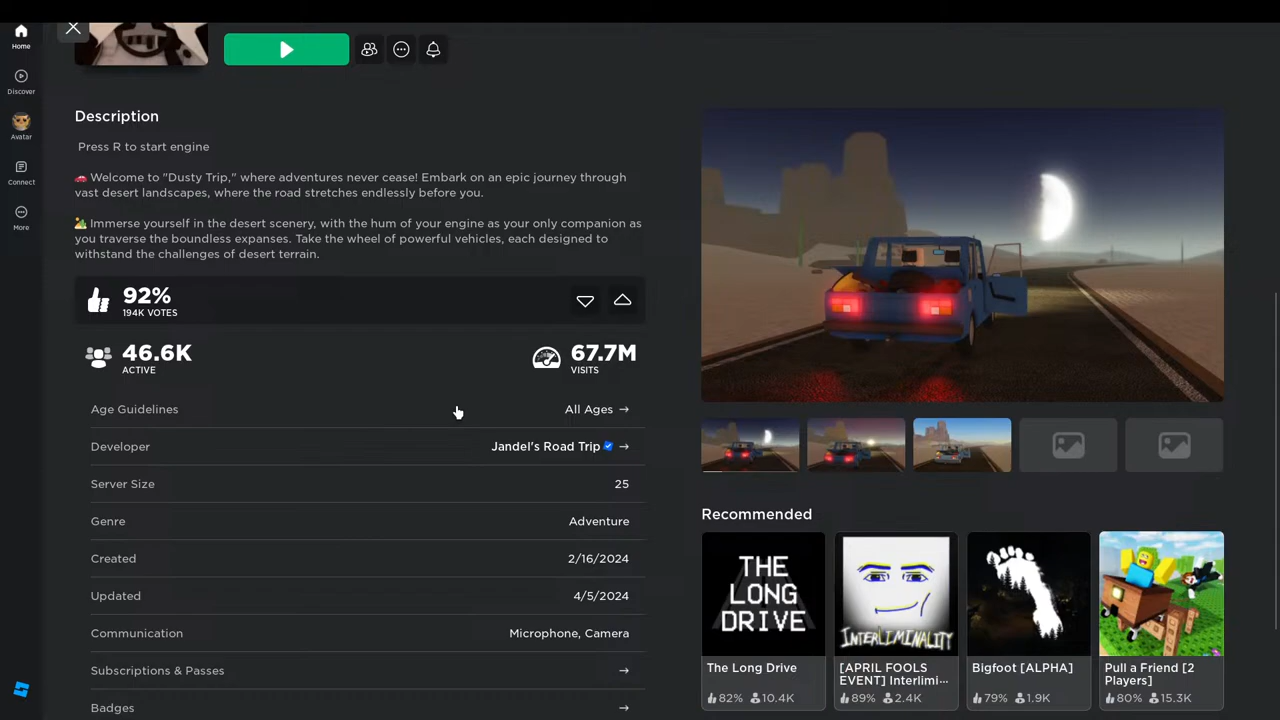 Home
Discover
Avatar
Connect
More
Description
Press R to start engine
🚗 Welcome to "Dusty Trip," where adventures never cease! Embark on an epic journey through
vast desert landscapes, where the road stretches endlessly before you.
🏜️ Immerse yourself in the desert scenery, with the hum of your engine as your only companion as
you traverse the boundless expanses. Take the wheel of powerful vehicles, each designed to
withstand the challenges of desert terrain.
92%
194K VOTES
46.6K
ACTIVE
67.7M
VISITS
Age Guidelines
All Ages →
Developer
Jandel's Road Trip →
Server Size
25
Genre
Adventure
Created
2/16/2024
Updated
4/5/2024
Communication
Microphone, Camera
Subscriptions & Passes →
Badges →
Recommended
THE
LONG
DRIVE
The Long Drive
82% 10.4K
INTERLIMINALITY
[APRIL FOOLS
EVENT] Interlimi...
89% 2.4K
Bigfoot [ALPHA]
79% 1.9K
Pull a Friend [2
Players]
80% 15.3K